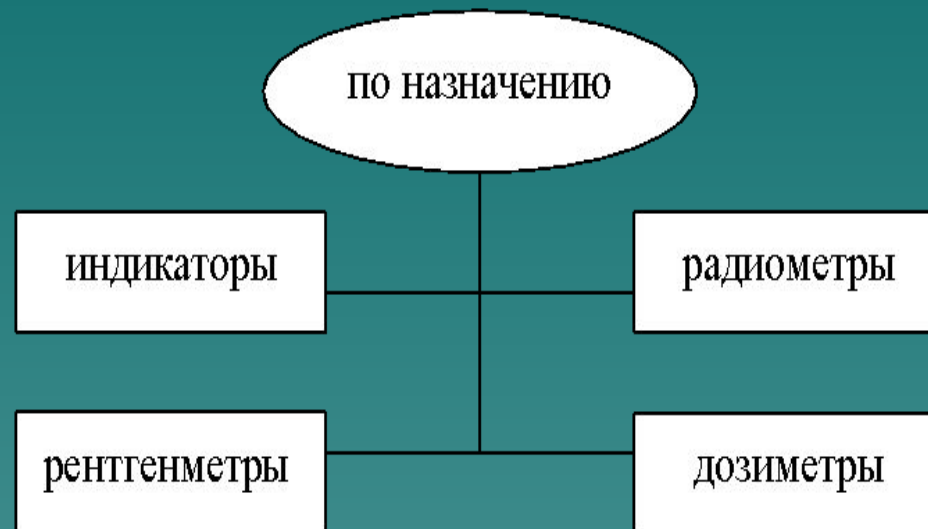 по назначению
индикаторы
радиометры
рентгенметры
дозиметры